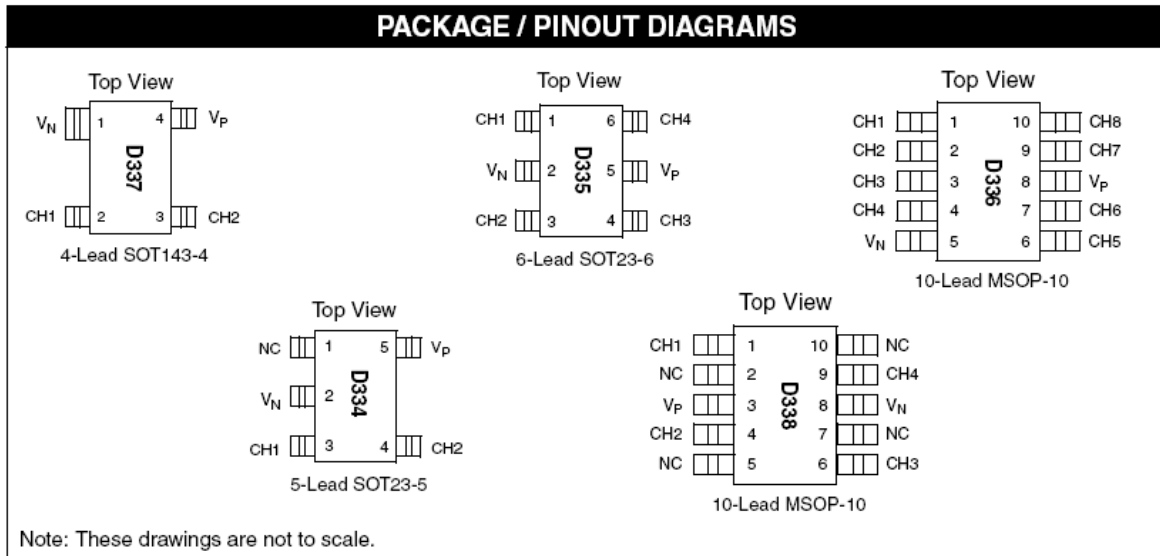 PACKAGE / PINOUT DIAGRAMS
Top View
VN 1 4 VP
D337
CH1 2 3 CH2
4-Lead SOT143-4
Top View
CH1 1 6 CH4
VN 2 5 VP
D335
CH2 3 4 CH3
6-Lead SOT23-6
Top View
CH1 1 10 CH8
CH2 2 9 CH7
D336
CH3 3 8 VP
CH4 4 7 CH6
VN 5 6 CH5
10-Lead MSOP-10
Top View
NC 1 5 VP
VN 2
D334
CH1 3 4 CH2
5-Lead SOT23-5
Top View
CH1 1 10 NC
NC 2 9 CH4
D338
VP 3 8 VN
CH2 4 7 NC
NC 5 6 CH3
10-Lead MSOP-10
Note: These drawings are not to scale.